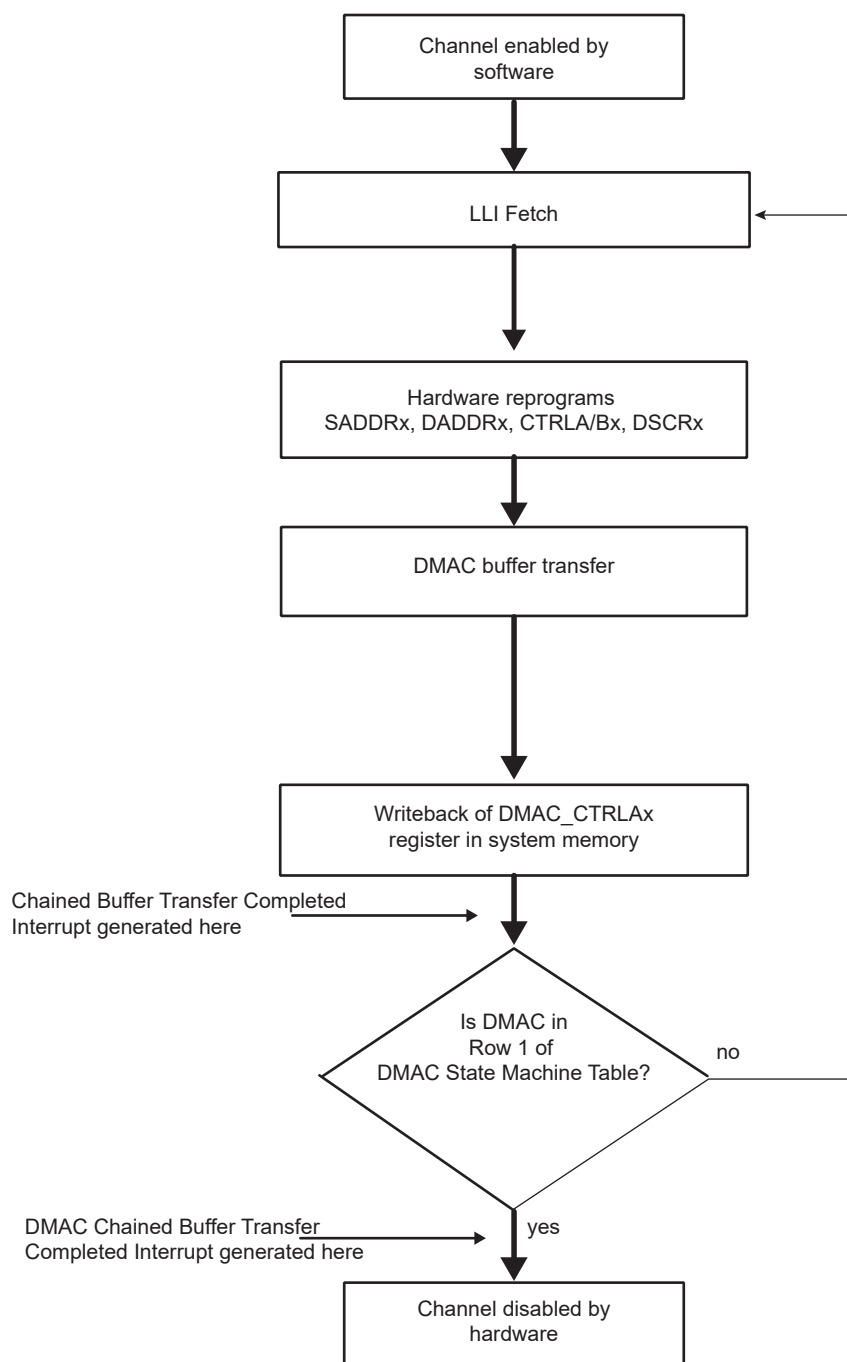 Channel enabled by
software
LLI Fetch
Hardware reprograms
SADDRx, DADDRx, CTRLA/Bx, DSCRx
DMAC buffer transfer
Writeback of DMAC_CTRLAx
register in system memory
Chained Buffer Transfer Completed
Interrupt generated here
Is DMAC in
Row 1 of
DMAC State Machine Table?
no
DMAC Chained Buffer Transfer
Completed Interrupt generated here
yes
Channel disabled by
hardware